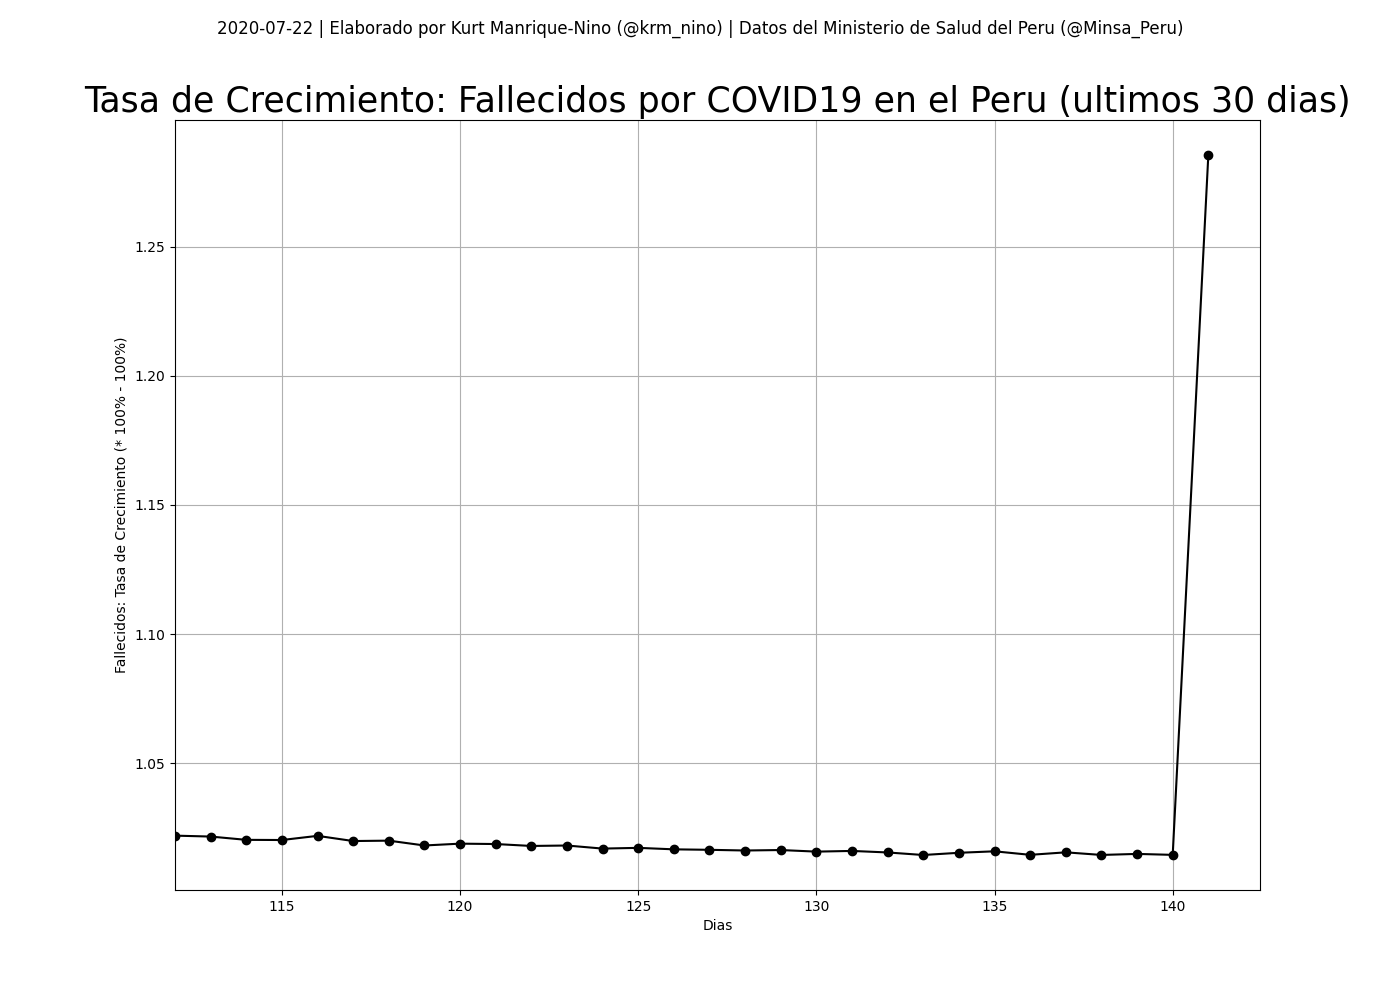 2020-07-22 | Elaborado por Kurt Manrique-Nino (@krm_nino) | Datos del Ministerio de Salud del Peru (@Minsa_Peru)
Tasa de Crecimiento: Fallecidos por COVID19 en el Peru (ultimos 30 dias)
Fallecidos: Tasa de Crecimiento (* 100% - 100%)
1.25
1.20
1.15
1.10
1.05
115 120 125 130 135 140
Dias